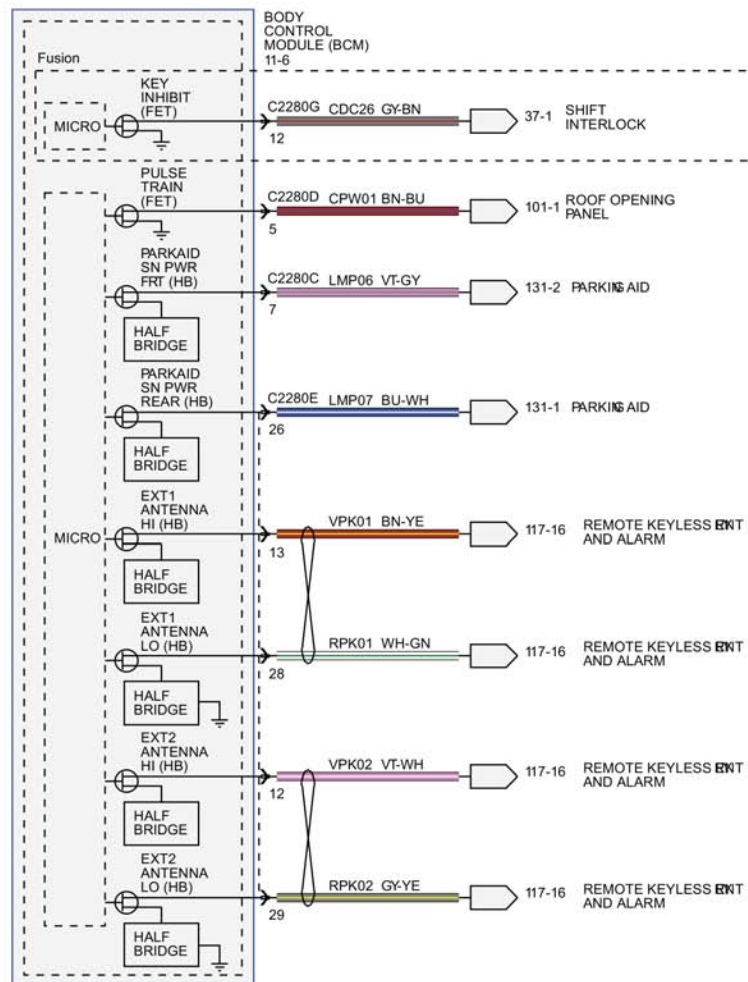 BODY
CONTROL
MODULE (BCM)
11-6
Fusion
KEY
INHIBIT
(FET)
MICRO
C2280G CDC26 GY-BN
12
37-1 SHIFT
INTERLOCK
PULSE
TRAIN
(FET)
C2280D CPW01 BN-BU
5
101-1 ROOF OPENING
PANEL
PARKAID
SN PWR
FRT (HB)
C2280C LMP06 VT-GY
7
131-2 PARKING AID
HALF
BRIDGE
PARKAID
SN PWR
REAR (HB)
C2280E LMP07 BU-WH
26
131-1 PARKING AID
HALF
BRIDGE
EXT1
ANTENNA
HI (HB)
MICRO
VPK01 BN-YE
13
117-16 REMOTE KEYLESS
AND ALARM
HALF
BRIDGE
EXT1
ANTENNA
LO (HB)
RPK01 WH-GN
28
117-16 REMOTE KEYLESS
AND ALARM
HALF
BRIDGE
EXT2
ANTENNA
HI (HB)
VPK02 VT-WH
12
117-16 REMOTE KEYLESS
AND ALARM
HALF
BRIDGE
EXT2
ANTENNA
LO (HB)
RPK02 GY-YE
29
117-16 REMOTE KEYLESS
AND ALARM
HALF
BRIDGE